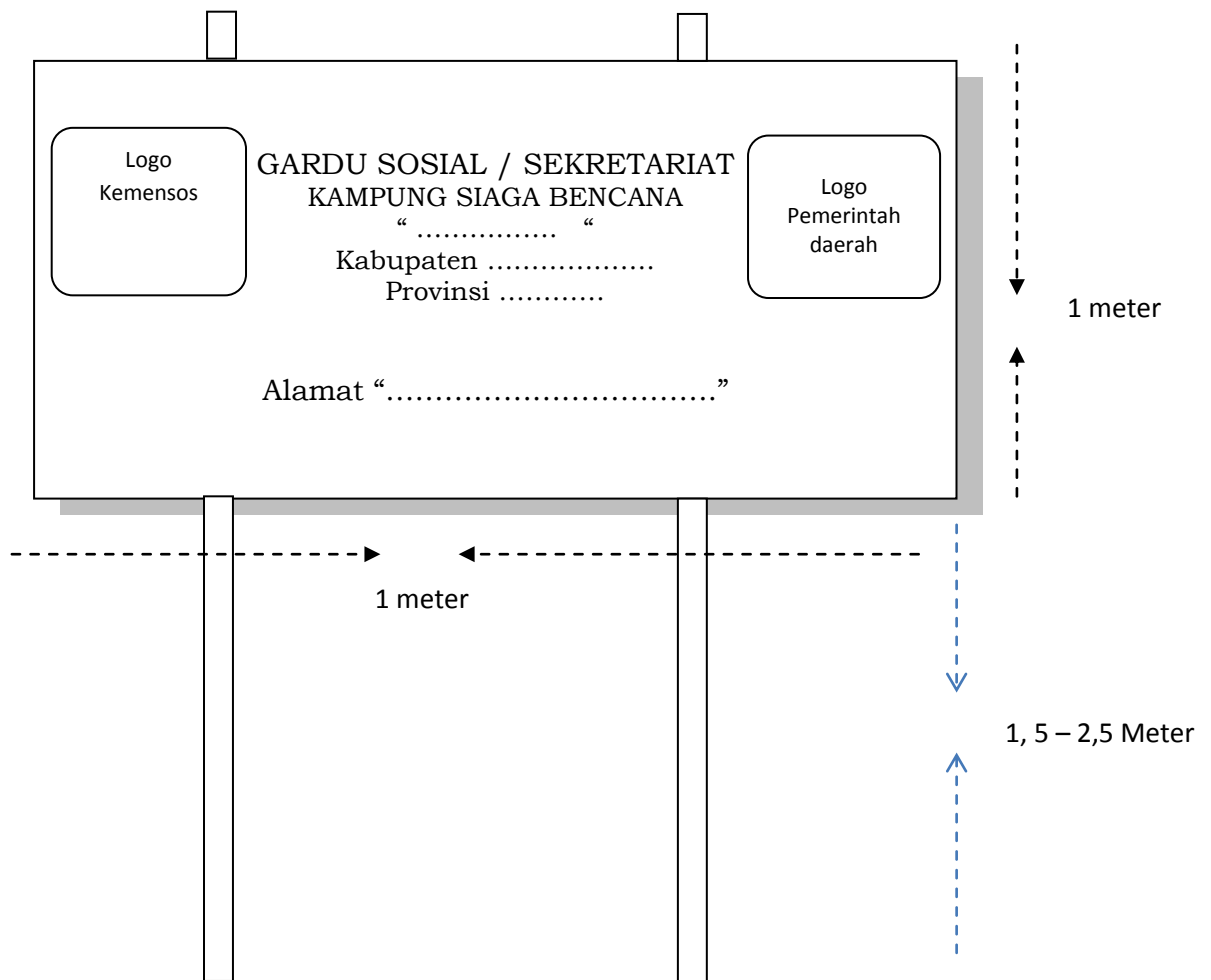 Logo
Kemensos
GARDU SOSIAL / SEKRETARIAT
KAMPUNG SIAGA BENCANA
“ ................ “
Kabupaten ...................
Provinsi ............
Logo
Pemerintah
daerah
Alamat “..................................”
1 meter
1 meter
1, 5 – 2,5 Meter